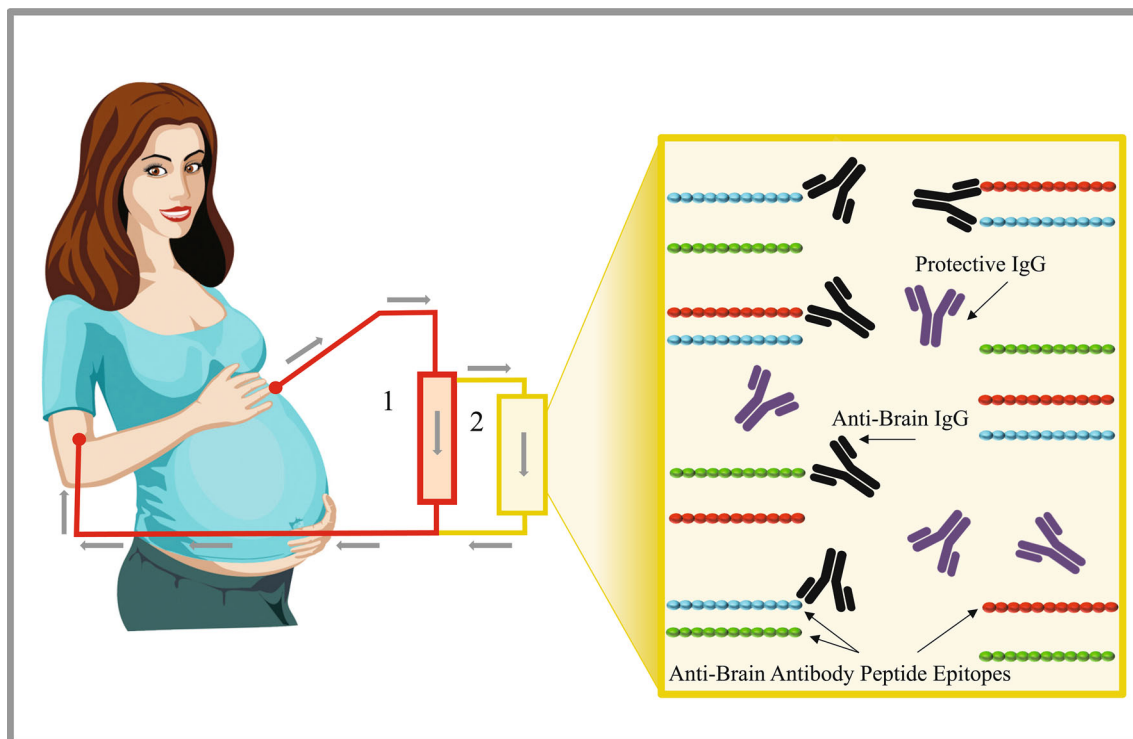 1
2
Protective IgG
Anti-Brain IgG
Anti-Brain Antibody Peptide Epitopes